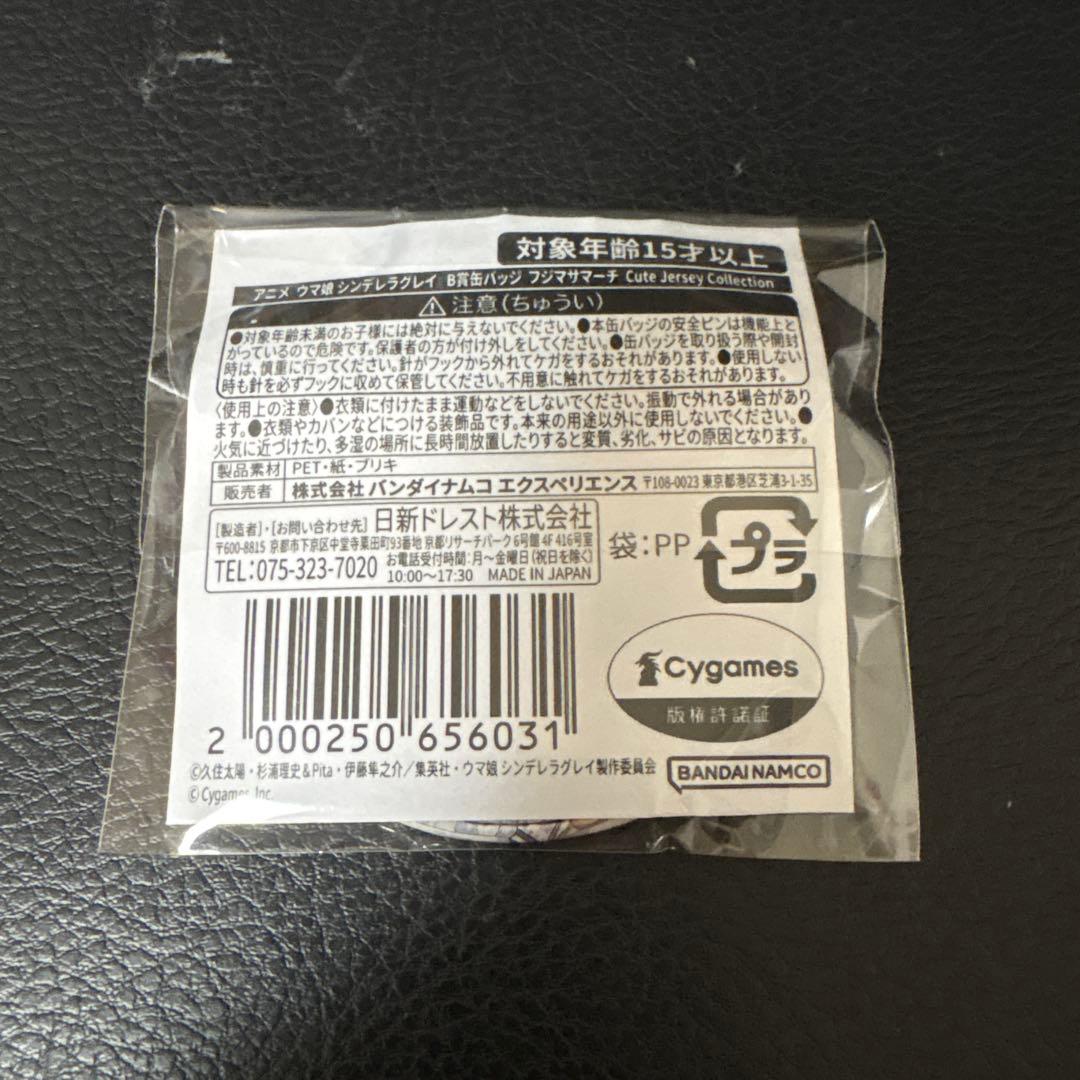 対象年齢15才以上
アニメ ウマ娘 シンデレラグレイ B賞缶バッジ フジマサマーチ Cute Jersey Collection
⚠注意(ちゅうい)
●対象年齢未満のお子様には絶対に与えないでください。●本缶バッジの安全ピンは機能上と
がっているので危険です。保護者の方が付け外しをしてください。●缶バッジを取り扱う際や開封
時は、慎重に行ってください。針がフックから外れてケガをするおそれがあります。●使用しない
時も針を必ずフックに収めて保管してください。不用意に触れてケガをするおそれがあります。
〈使用上の注意〉●衣類に付けたまま運動などをしないでください。振動で外れる場合があり
ます。●衣類やカバンなどにつける装飾品です。本来の用途以外に使用しないでください。●
火気に近づけたり、多湿の場所に長時間放置したりすると変質、劣化、サビの原因となります。
製品素材 PET・紙・ブリキ
販売者 株式会社 バンダイナムコ エクスペリエンス 〒108-0023 東京都港区芝浦3-1-35
[製造者]・[お問い合わせ先] 日新ドレスト株式会社
〒600-8815 京都市下京区中堂寺粟田町93番地 京都リサーチパーク6号館 4F 416号室
TEL:075-323-7020 お電話受付時間:月～金曜日(祝日を除く)
10:00～17:30 MADE IN JAPAN
袋:PP
プラ
Cygames
版権許諾証
2 000250 656031
©久住太陽・杉浦理史&Pita・伊藤隼之介/集英社・ウマ娘 シンデレラグレイ製作委員会
©Cygames, Inc.
BANDAI NAMCO